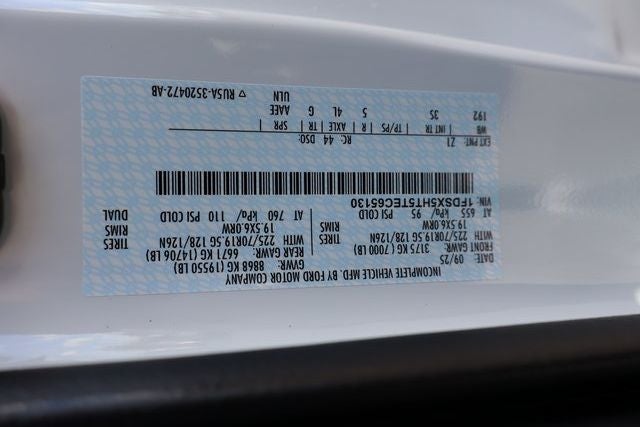 INCOMPLETE VEHICLE MF'D. BY FORD MOTOR COMPANY
DATE: 09/25 GVWR: 8868 KG (19550 LB)
FRONT GAWR: 3175 KG (7000 LB) REAR GAWR: 6671 KG (14706 LB)
WITH 225/70R19.5G 128/126N TIRES WITH 225/70R19.5G 128/126N TIRES
19.5X6.0RW RIMS 19.5X6.0RW RIMS
AT 655 kPa/ 95 PSI COLD AT 760 kPa/ 110 PSI COLD DUAL
VIN: 1FDSX5HT5TEC65130
EXT PNT: Z1 RC: 44 DSO:
WB | INT TR | TP/PS | R | AXLE | TR | SPR
192 3S 5 4L G AAEE
ULN ▽ RU5A-3520472-AB